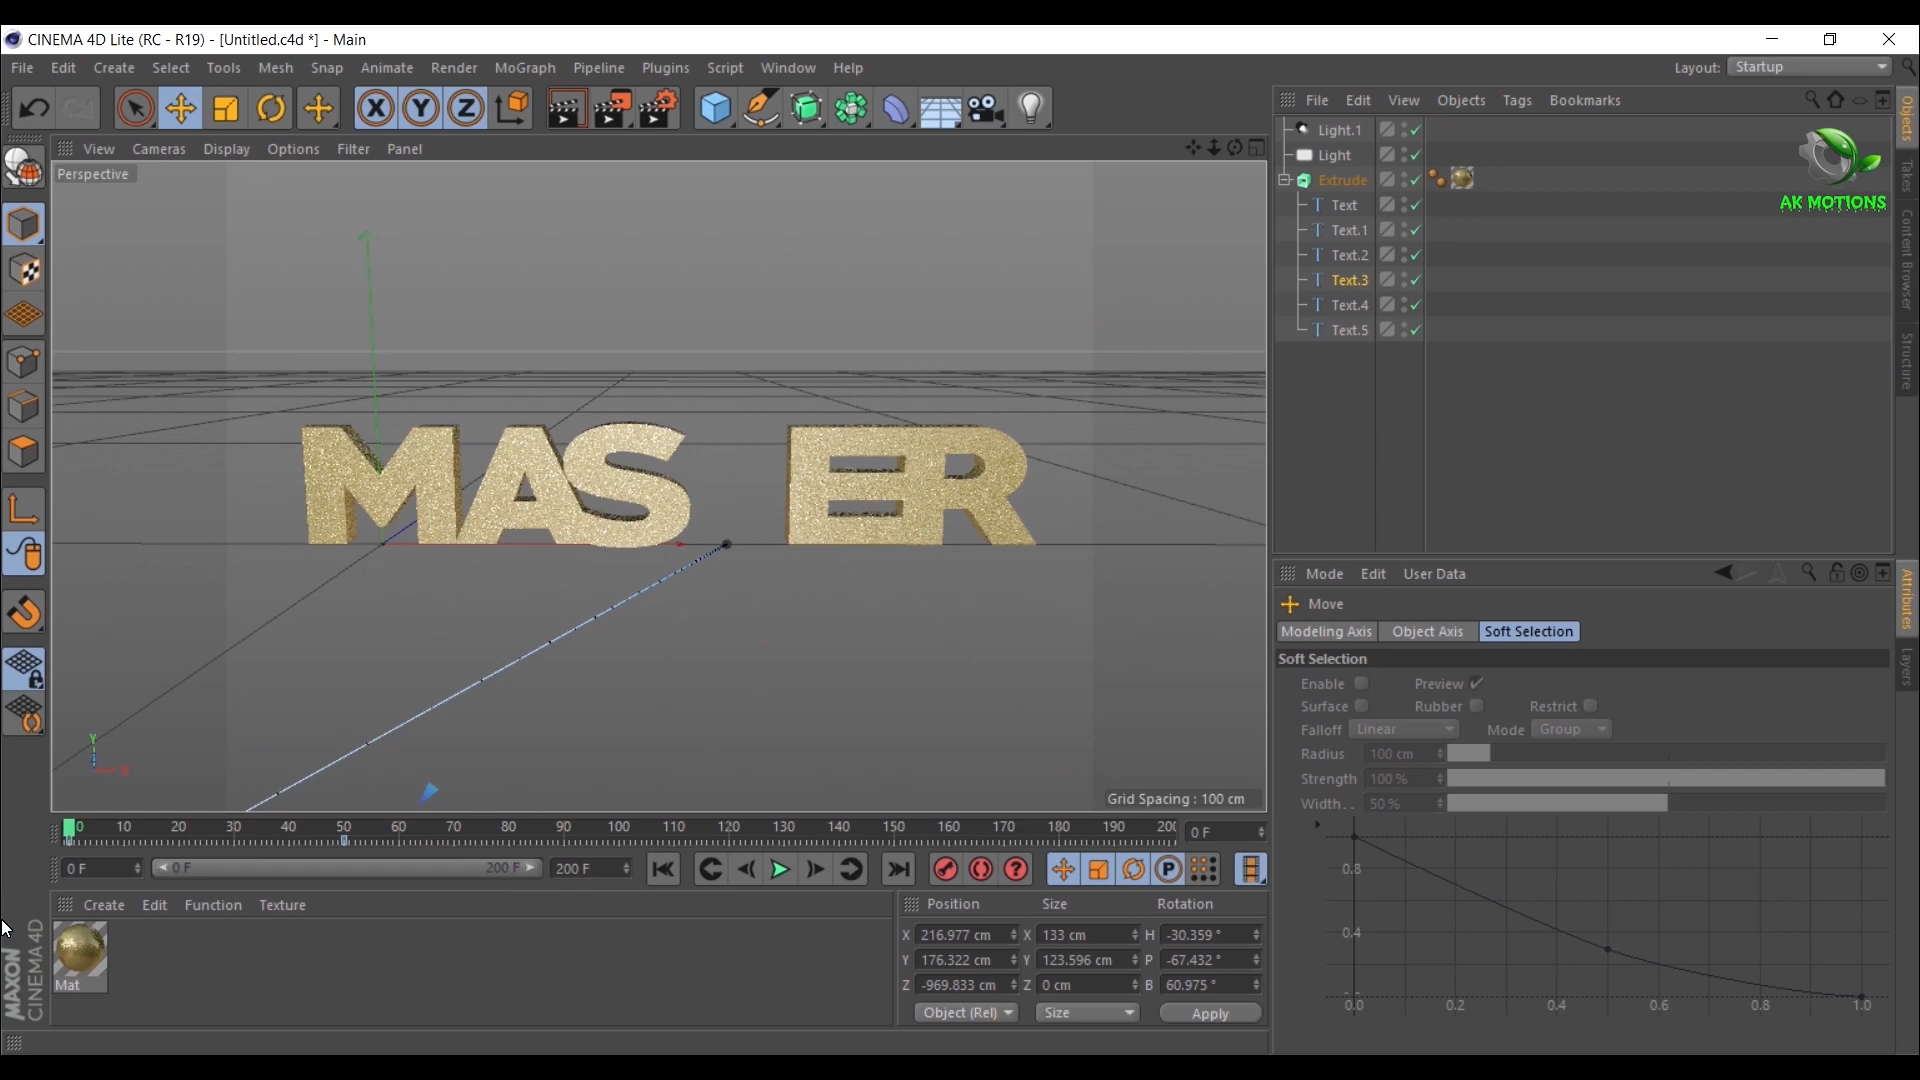 CINEMA 4D Lite (RC - R19) - [Untitled.c4d *] - Main
File Edit Create Select Tools Mesh Snap Animate Render MoGraph Pipeline Plugins Script Window Help
Layout: Startup
X Y Z
File Edit View Objects Tags Bookmarks
Objects
Takes
Content Browser
Structure
View Cameras Display Options Filter Panel
Perspective
Light.1
Light
Extrude
Text
Text.1
Text.2
Text.3
Text.4
Text.5
AK MOTIONS
MAS ER
Y
X
Grid Spacing : 100 cm
0 10 20 30 40 50 60 70 80 90 100 110 120 130 140 150 160 170 180 190 20(
0 F
0 F
0 F 200 F
200 F
P
Create Edit Function Texture
Mat
MAXON
CINEMA 4D
Position Size Rotation
X 216.977 cm X 133 cm H -30.359 °
Y 176.322 cm Y 123.596 cm P -67.432 °
Z -969.833 cm Z 0 cm B 60.975 °
Object (Rel) Size Apply
Mode Edit User Data
Attributes
Layers
Move
Modeling Axis Object Axis Soft Selection
Soft Selection
Enable Preview
Surface Rubber Restrict
Falloff Linear Mode Group
Radius 100 cm
Strength 100 %
Width. . 50 %
0.8
0.4
0.0 0.2 0.4 0.6 0.8 1.0